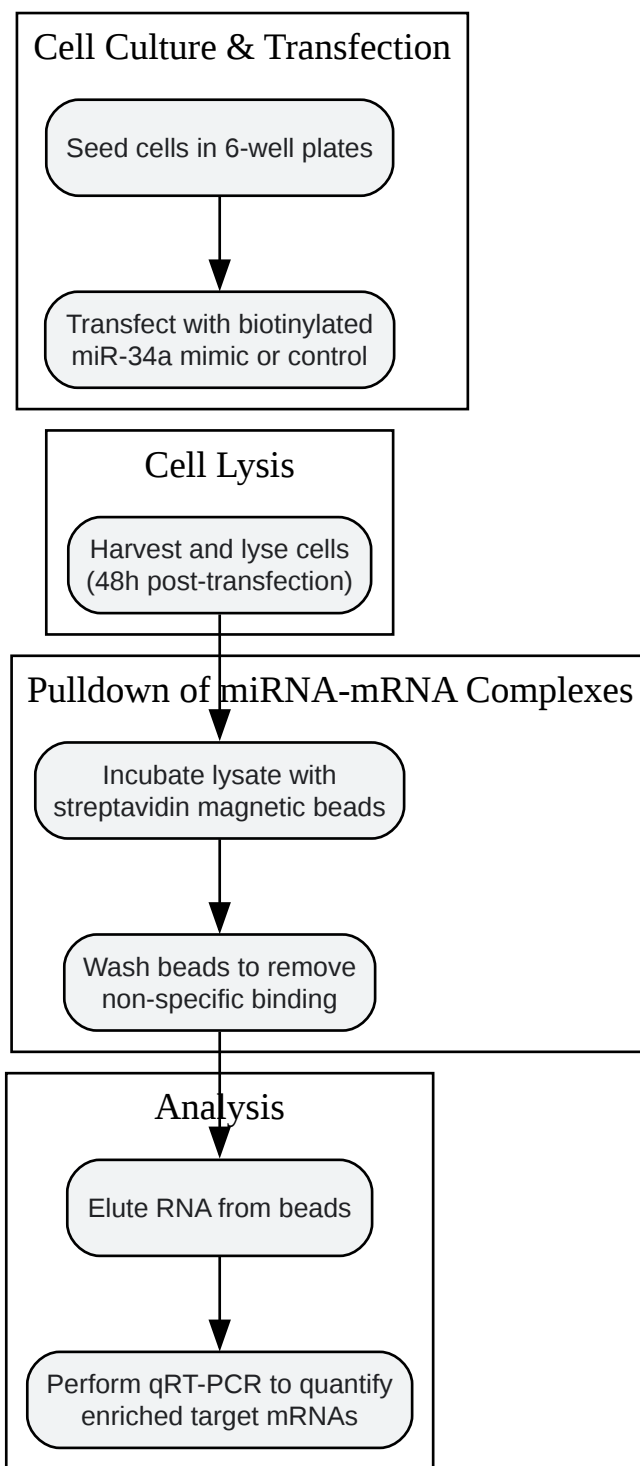 Cell Culture & Transfection
Seed cells in 6-well plates
Transfect with biotinylated
miR-34a mimic or control
Cell Lysis
Harvest and lyse cells
(48h post-transfection)
Pulldown of miRNA-mRNA Complexes
Incubate lysate with
streptavidin magnetic beads
Wash beads to remove
non-specific binding
Analysis
Elute RNA from beads
Perform qRT-PCR to quantify
enriched target mRNAs